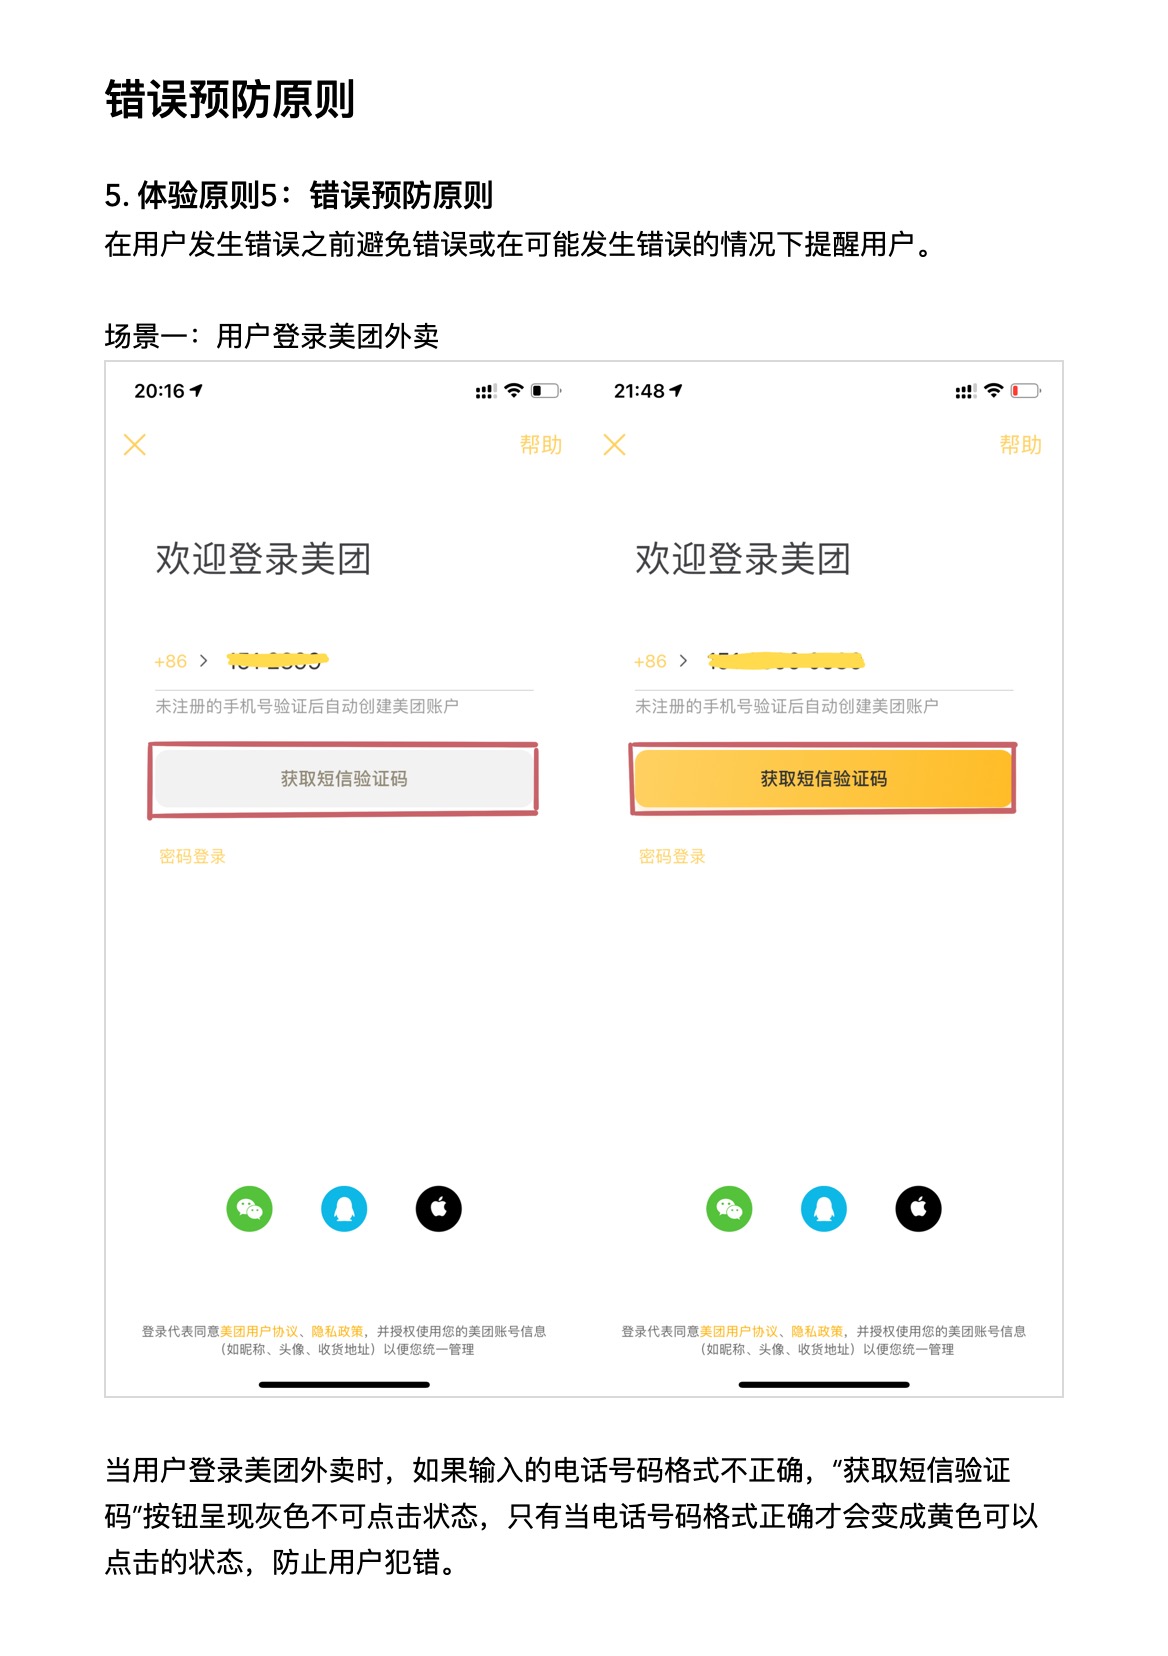 错误预防原则
5. 体验原则5：错误预防原则
在用户发生错误之前避免错误或在可能发生错误的情况下提醒用户。
场景一：用户登录美团外卖
20:16
帮助
欢迎登录美团
+86
未注册的手机号验证后自动创建美团账户
获取短信验证码
密码登录
登录代表同意美团用户协议、隐私政策，并授权使用您的美团账号信息
（如昵称、头像、收货地址）以便您统一管理
21:48
帮助
欢迎登录美团
+86
未注册的手机号验证后自动创建美团账户
获取短信验证码
密码登录
登录代表同意美团用户协议、隐私政策，并授权使用您的美团账号信息
（如昵称、头像、收货地址）以便您统一管理
当用户登录美团外卖时，如果输入的电话号码格式不正确，“获取短信验证
码”按钮呈现灰色不可点击状态，只有当电话号码格式正确才会变成黄色可以
点击的状态，防止用户犯错。